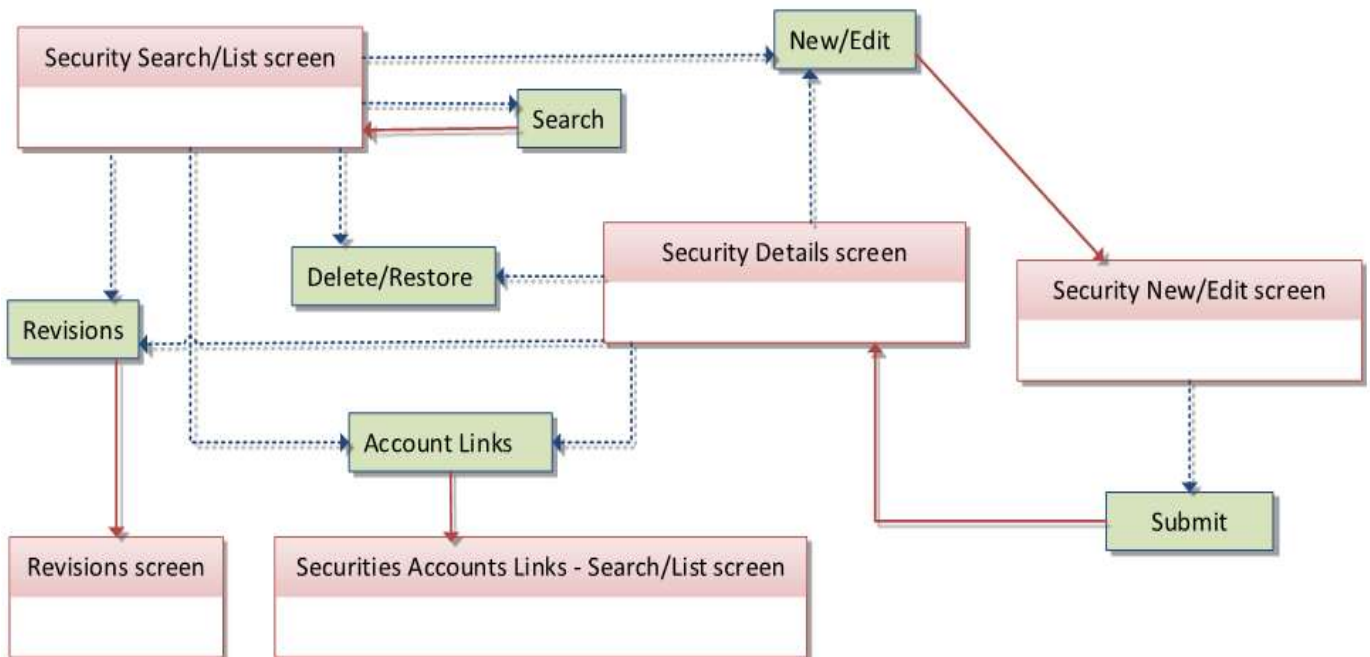 Security Search/List screen
New/Edit
Search
Security Details screen
Delete/Restore
Security New/Edit screen
Revisions
Account Links
Submit
Revisions screen
Securities Accounts Links - Search/List screen